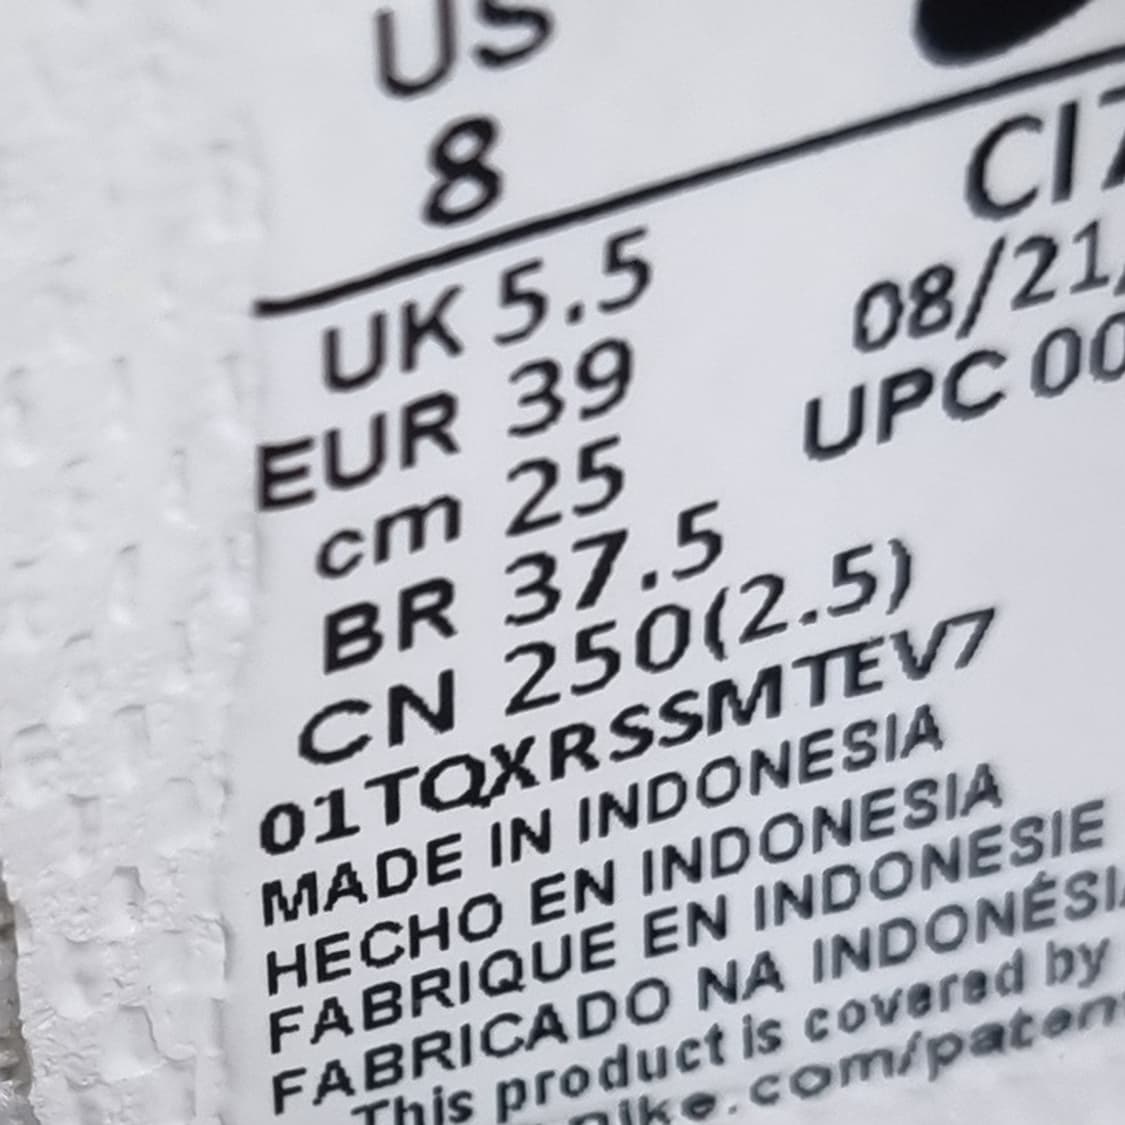 US
8
CI7
UK 5.5
08/21/
EUR 39
UPC 00
cm 25
BR 37.5
CN 250(2.5)
01TQXRSSMTEV7
MADE IN INDONESIA
HECHO EN INDONESIA
FABRIQUE EN INDONESIE
FABRICADO NA INDONÉSIA
This product is covered by
nike.com/patent